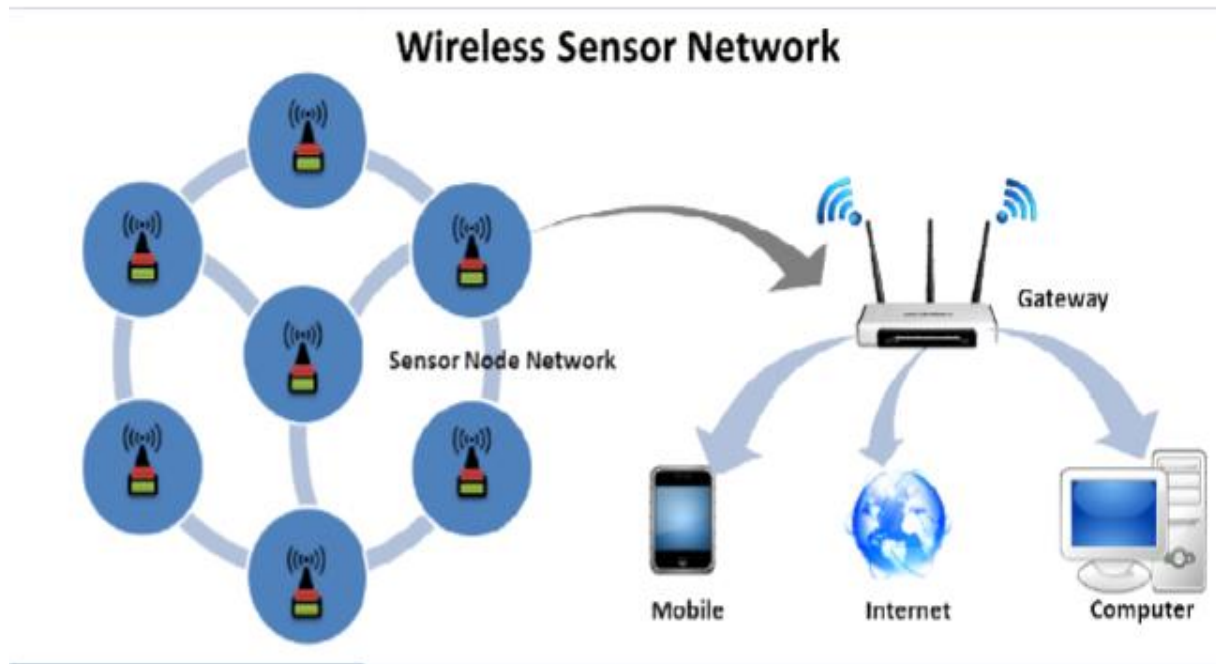 Wireless Sensor Network
Gateway
Sensor Node Network
Mobile
Internet
Computer